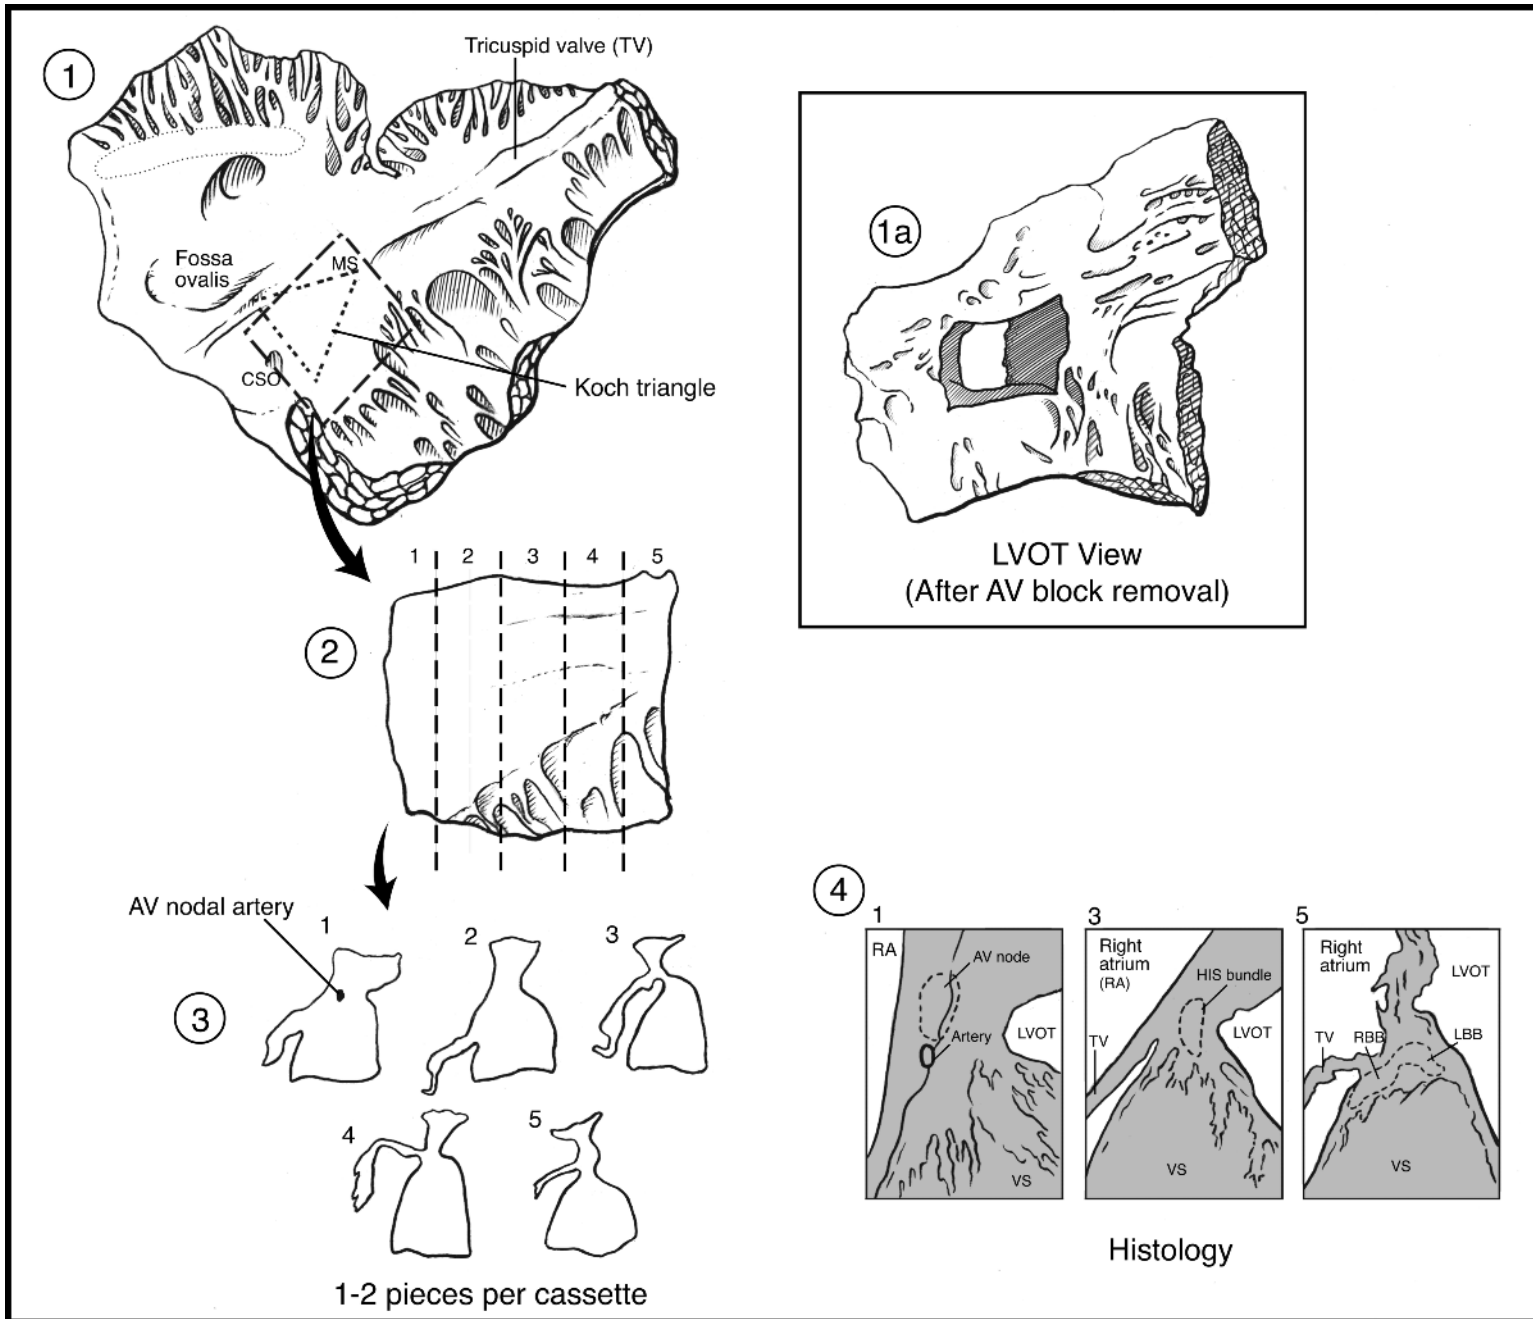 1
Tricuspid valve (TV)
Fossa
ovalis
MS
CSO
Koch triangle
1a
LVOT View
(After AV block removal)
2
1 2 3 4 5
3
AV nodal artery
1
2
3
4
5
1-2 pieces per cassette
4
1
RA
AV node
Artery
LVOT
VS
3
Right
atrium
(RA)
HIS bundle
TV
LVOT
VS
5
Right
atrium
LVOT
TV
RBB
LBB
VS
Histology